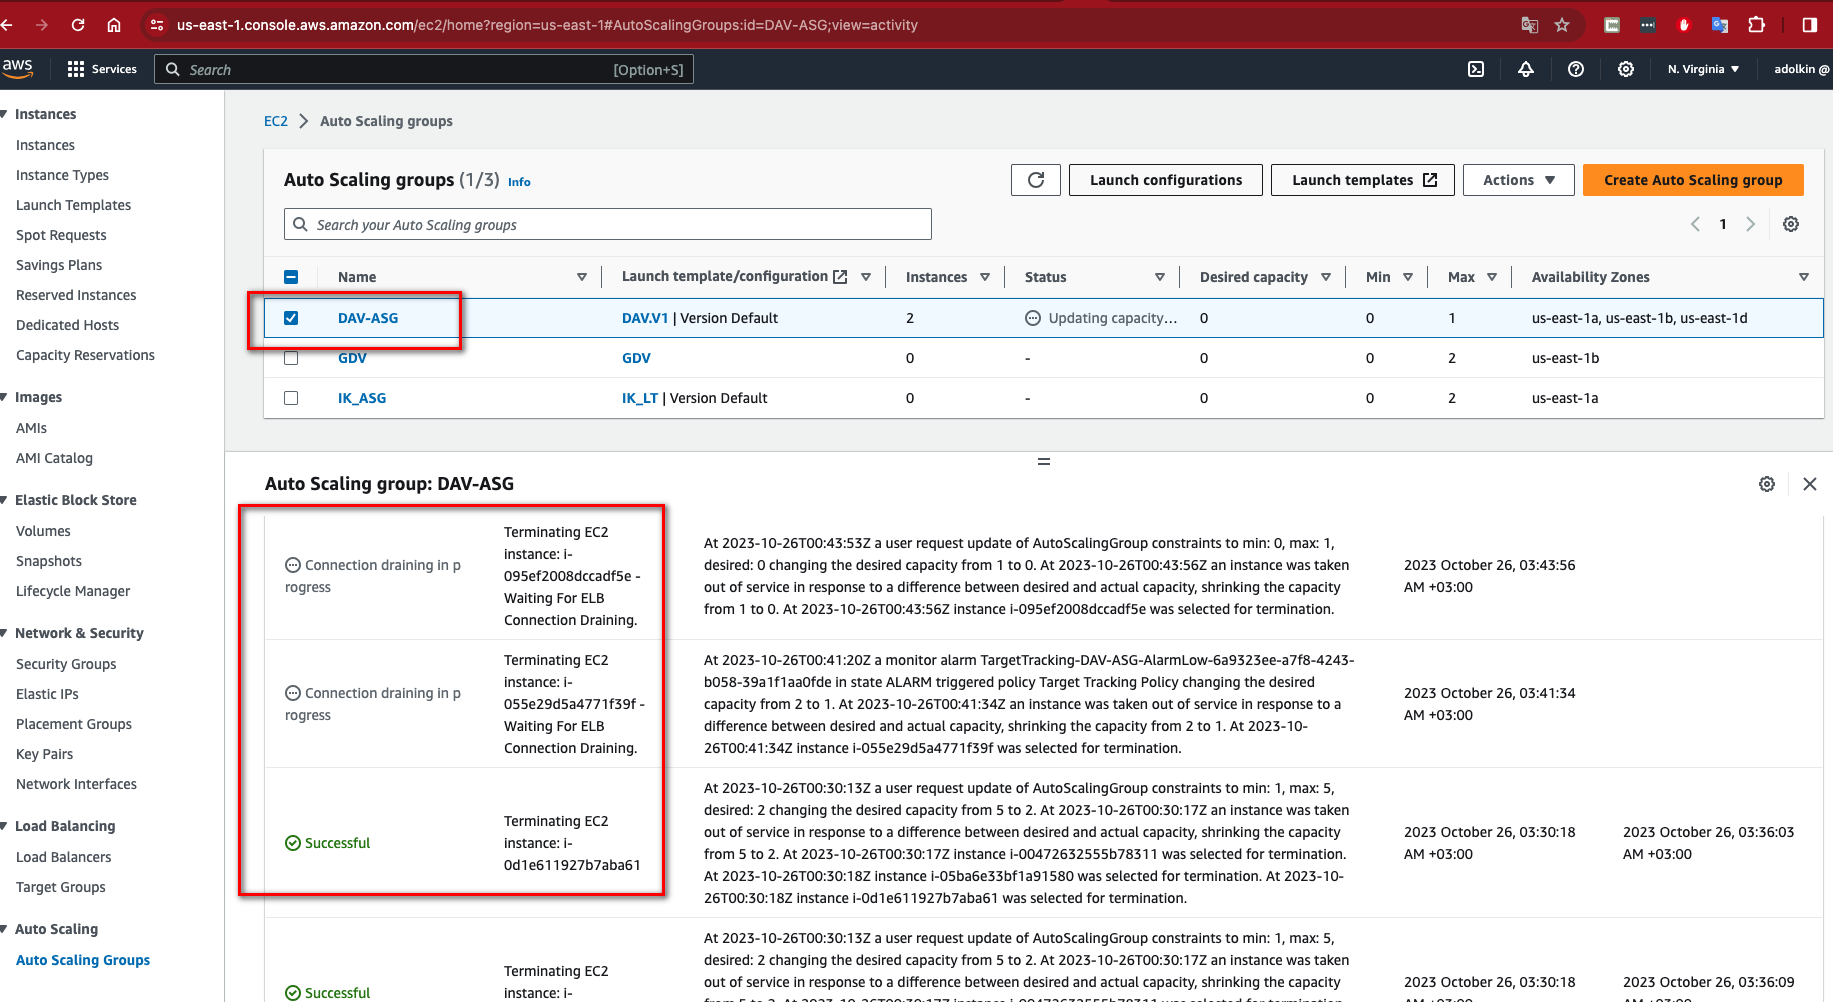 us-east-1.console.aws.amazon.com/ec2/home?region=us-east-1#AutoScalingGroups:id=DAV-ASG;view=activity
aws
Services
Search
[Option+S]
N. Virginia
adolkin @
Instances
Instances
Instance Types
Launch Templates
Spot Requests
Savings Plans
Reserved Instances
Dedicated Hosts
Capacity Reservations
Images
AMIs
AMI Catalog
Elastic Block Store
Volumes
Snapshots
Lifecycle Manager
Network & Security
Security Groups
Elastic IPs
Placement Groups
Key Pairs
Network Interfaces
Load Balancing
Load Balancers
Target Groups
Auto Scaling
Auto Scaling Groups
EC2 > Auto Scaling groups
Auto Scaling groups (1/3) Info
Launch configurations
Launch templates
Actions
Create Auto Scaling group
Search your Auto Scaling groups
1
Name Launch template/configuration Instances Status Desired capacity Min Max Availability Zones
DAV-ASG DAV.V1 | Version Default 2 Updating capacity... 0 0 1 us-east-1a, us-east-1b, us-east-1d
GDV GDV 0 - 0 0 2 us-east-1b
IK_ASG IK_LT | Version Default 0 - 0 0 2 us-east-1a
Auto Scaling group: DAV-ASG
Connection draining in p
rogress
Terminating EC2
instance: i-
095ef2008dccadf5e -
Waiting For ELB
Connection Draining.
At 2023-10-26T00:43:53Z a user request update of AutoScalingGroup constraints to min: 0, max: 1,
desired: 0 changing the desired capacity from 1 to 0. At 2023-10-26T00:43:56Z an instance was taken
out of service in response to a difference between desired and actual capacity, shrinking the capacity
from 1 to 0. At 2023-10-26T00:43:56Z instance i-095ef2008dccadf5e was selected for termination.
2023 October 26, 03:43:56
AM +03:00
Connection draining in p
rogress
Terminating EC2
instance: i-
055e29d5a4771f39f -
Waiting For ELB
Connection Draining.
At 2023-10-26T00:41:20Z a monitor alarm TargetTracking-DAV-ASG-AlarmLow-6a9323ee-a7f8-4243-
b058-39a1f1aa0fde in state ALARM triggered policy Target Tracking Policy changing the desired
capacity from 2 to 1. At 2023-10-26T00:41:34Z an instance was taken out of service in response to a
difference between desired and actual capacity, shrinking the capacity from 2 to 1. At 2023-10-
26T00:41:34Z instance i-055e29d5a4771f39f was selected for termination.
2023 October 26, 03:41:34
AM +03:00
Successful
Terminating EC2
instance: i-
0d1e611927b7aba61
At 2023-10-26T00:30:13Z a user request update of AutoScalingGroup constraints to min: 1, max: 5,
desired: 2 changing the desired capacity from 5 to 2. At 2023-10-26T00:30:17Z an instance was taken
out of service in response to a difference between desired and actual capacity, shrinking the capacity
from 5 to 2. At 2023-10-26T00:30:17Z instance i-00472632555b78311 was selected for termination.
At 2023-10-26T00:30:18Z instance i-05ba6e33bf1a91580 was selected for termination. At 2023-10-
26T00:30:18Z instance i-0d1e611927b7aba61 was selected for termination.
2023 October 26, 03:30:18
AM +03:00
2023 October 26, 03:36:03
AM +03:00
Successful
Terminating EC2
instance: i-
At 2023-10-26T00:30:13Z a user request update of AutoScalingGroup constraints to min: 1, max: 5,
desired: 2 changing the desired capacity from 5 to 2. At 2023-10-26T00:30:17Z an instance was taken
out of service in response to a difference between desired and actual capacity, shrinking the capacity
2023 October 26, 03:30:18
2023 October 26, 03:36:09